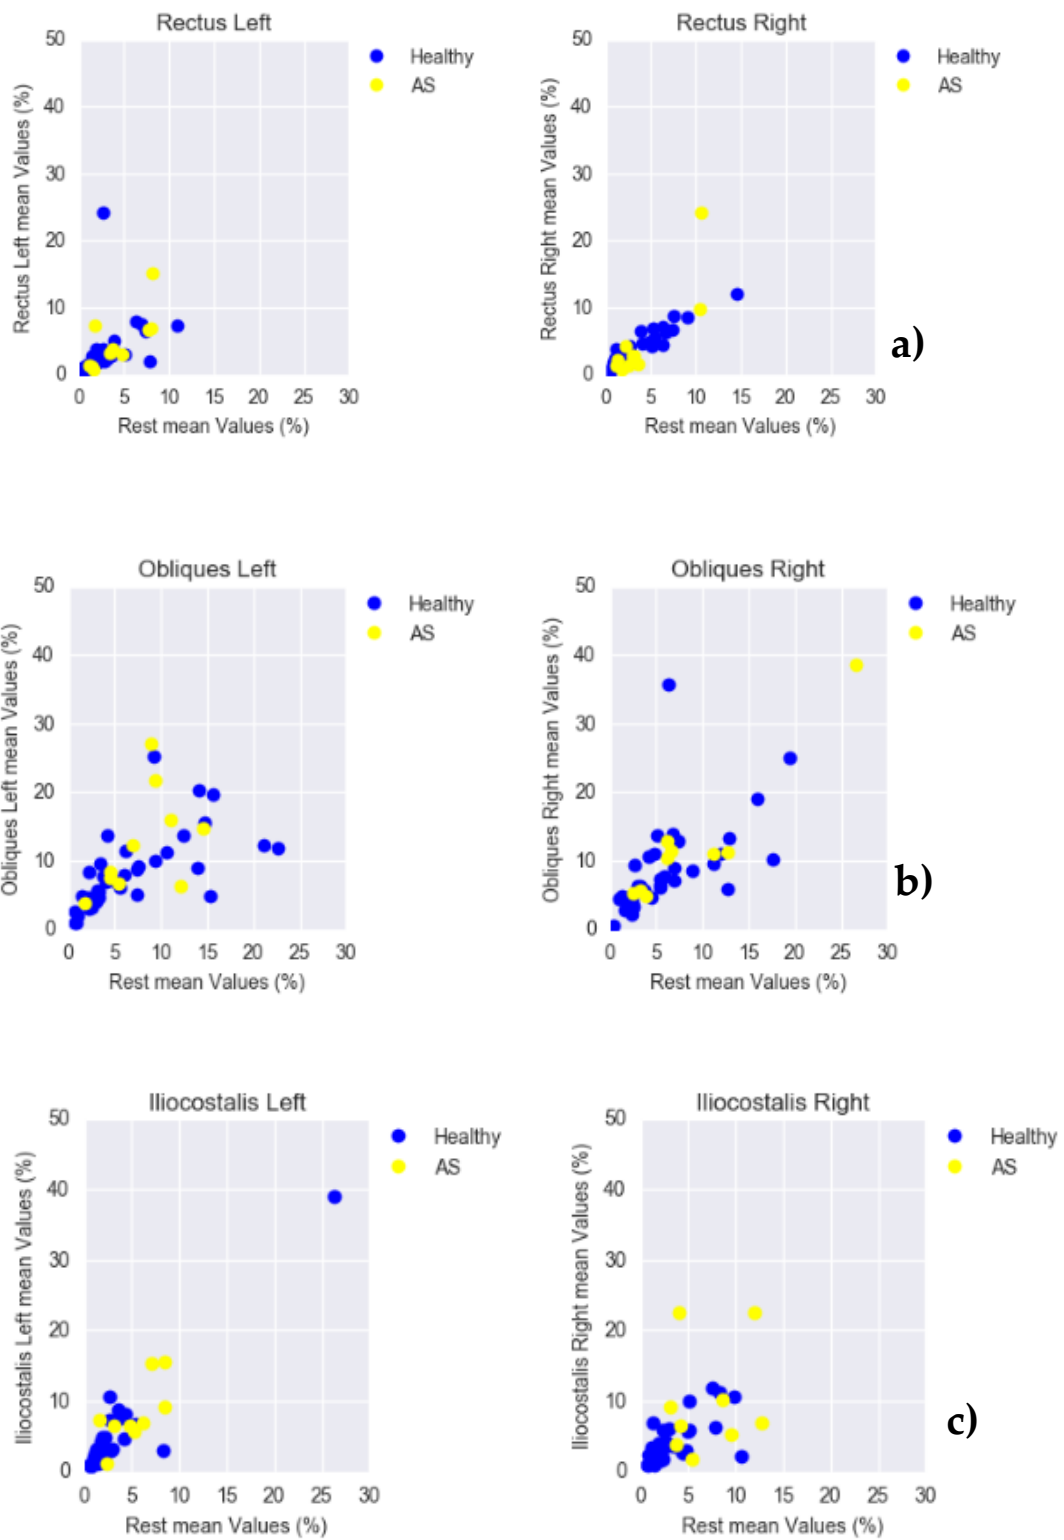 Rectus Left
50
40
30
20
10
0
0 5 10 15 20 25 30
Rest mean Values (%)
Rectus Left mean Values (%)
Healthy
AS
Rectus Right
50
40
30
20
10
0
0 5 10 15 20 25 30
Rest mean Values (%)
Rectus Right mean Values (%)
Healthy
AS
a)
Obliques Left
50
40
30
20
10
0
0 5 10 15 20 25 30
Rest mean Values (%)
Obliques Left mean Values (%)
Healthy
AS
Obliques Right
50
40
30
20
10
0
0 5 10 15 20 25 30
Rest mean Values (%)
Obliques Right mean Values (%)
Healthy
AS
b)
Iliocostalis Left
50
40
30
20
10
0
0 5 10 15 20 25 30
Rest mean Values (%)
Iliocostalis Left mean Values (%)
Healthy
AS
Iliocostalis Right
50
40
30
20
10
0
0 5 10 15 20 25 30
Rest mean Values (%)
Iliocostalis Right mean Values (%)
Healthy
AS
c)